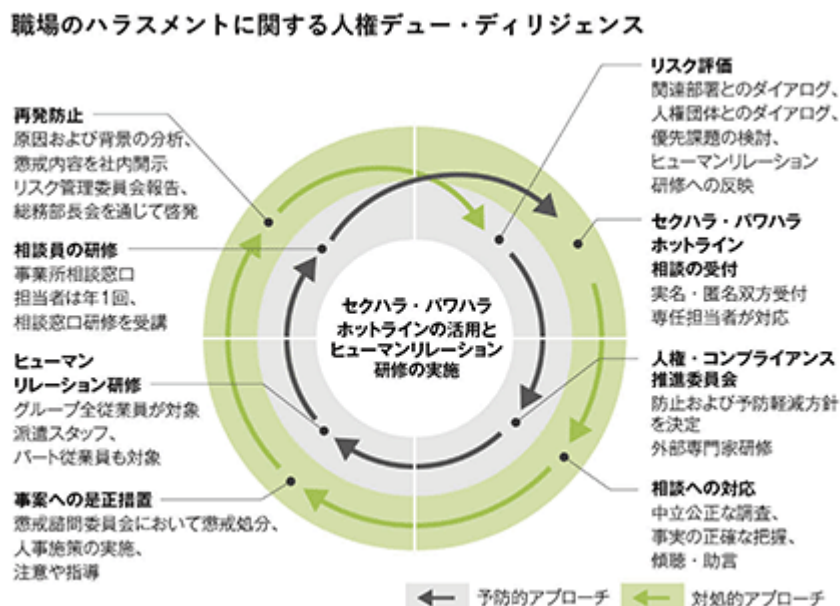 職場のハラスメントに関する人権デュー・ディリジェンス
リスク評価
関連部署とのダイアログ、
人権団体とのダイアログ、
優先課題の検討、
ヒューマンリレーション
研修への反映
セクハラ・パワハラ
ホットライン
相談の受付
実名・匿名双方受付
専任担当者が対応
人権・コンプライアンス
推進委員会
防止および予防軽減方針
を決定
外部専門家研修
相談への対応
中立公正な調査、
事実の正確な把握、
傾聴・助言
再発防止
原因および背景の分析、
懲戒内容を社内開示
リスク管理委員会報告、
総務部長会を通じて啓発
相談員の研修
事業所相談窓口
担当者は年1回、
相談窓口研修を受講
ヒューマン
リレーション研修
グループ全従業員が対象
派遣スタッフ、
パート従業員も対象
事案への是正措置
懲戒諮問委員会において懲戒処分、
人事施策の実施、
注意や指導
セクハラ・パワハラ
ホットラインの活用と
ヒューマンリレーション
研修の実施
予防的アプローチ
対処的アプローチ